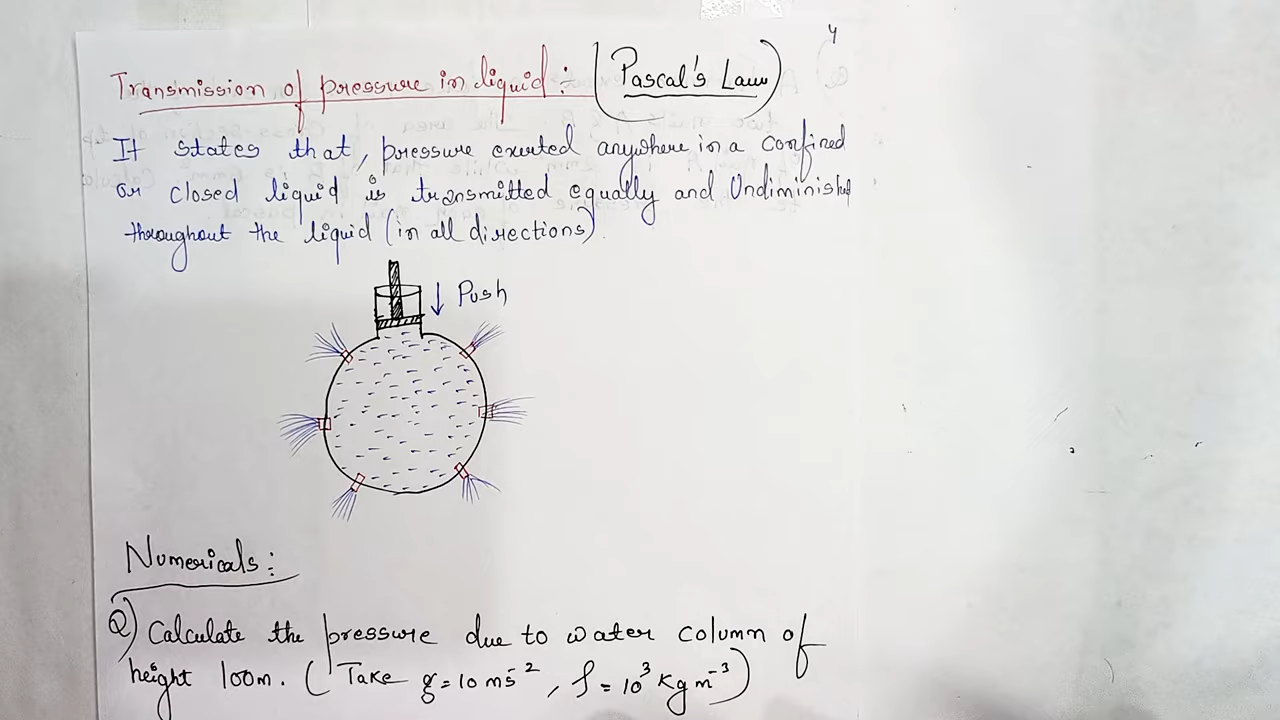 4
Transmission of pressure in liquid :- (Pascal's Law)
It states that, pressure exerted anywhere in a confined
or closed liquid is transmitted equally and Undiminished
throughout the liquid (in all directions).
↓ Push
Numericals :-
Q) Calculate the pressure due to water column of
height 100m. (Take g = 10 ms⁻², ρ = 10³ Kg m⁻³)